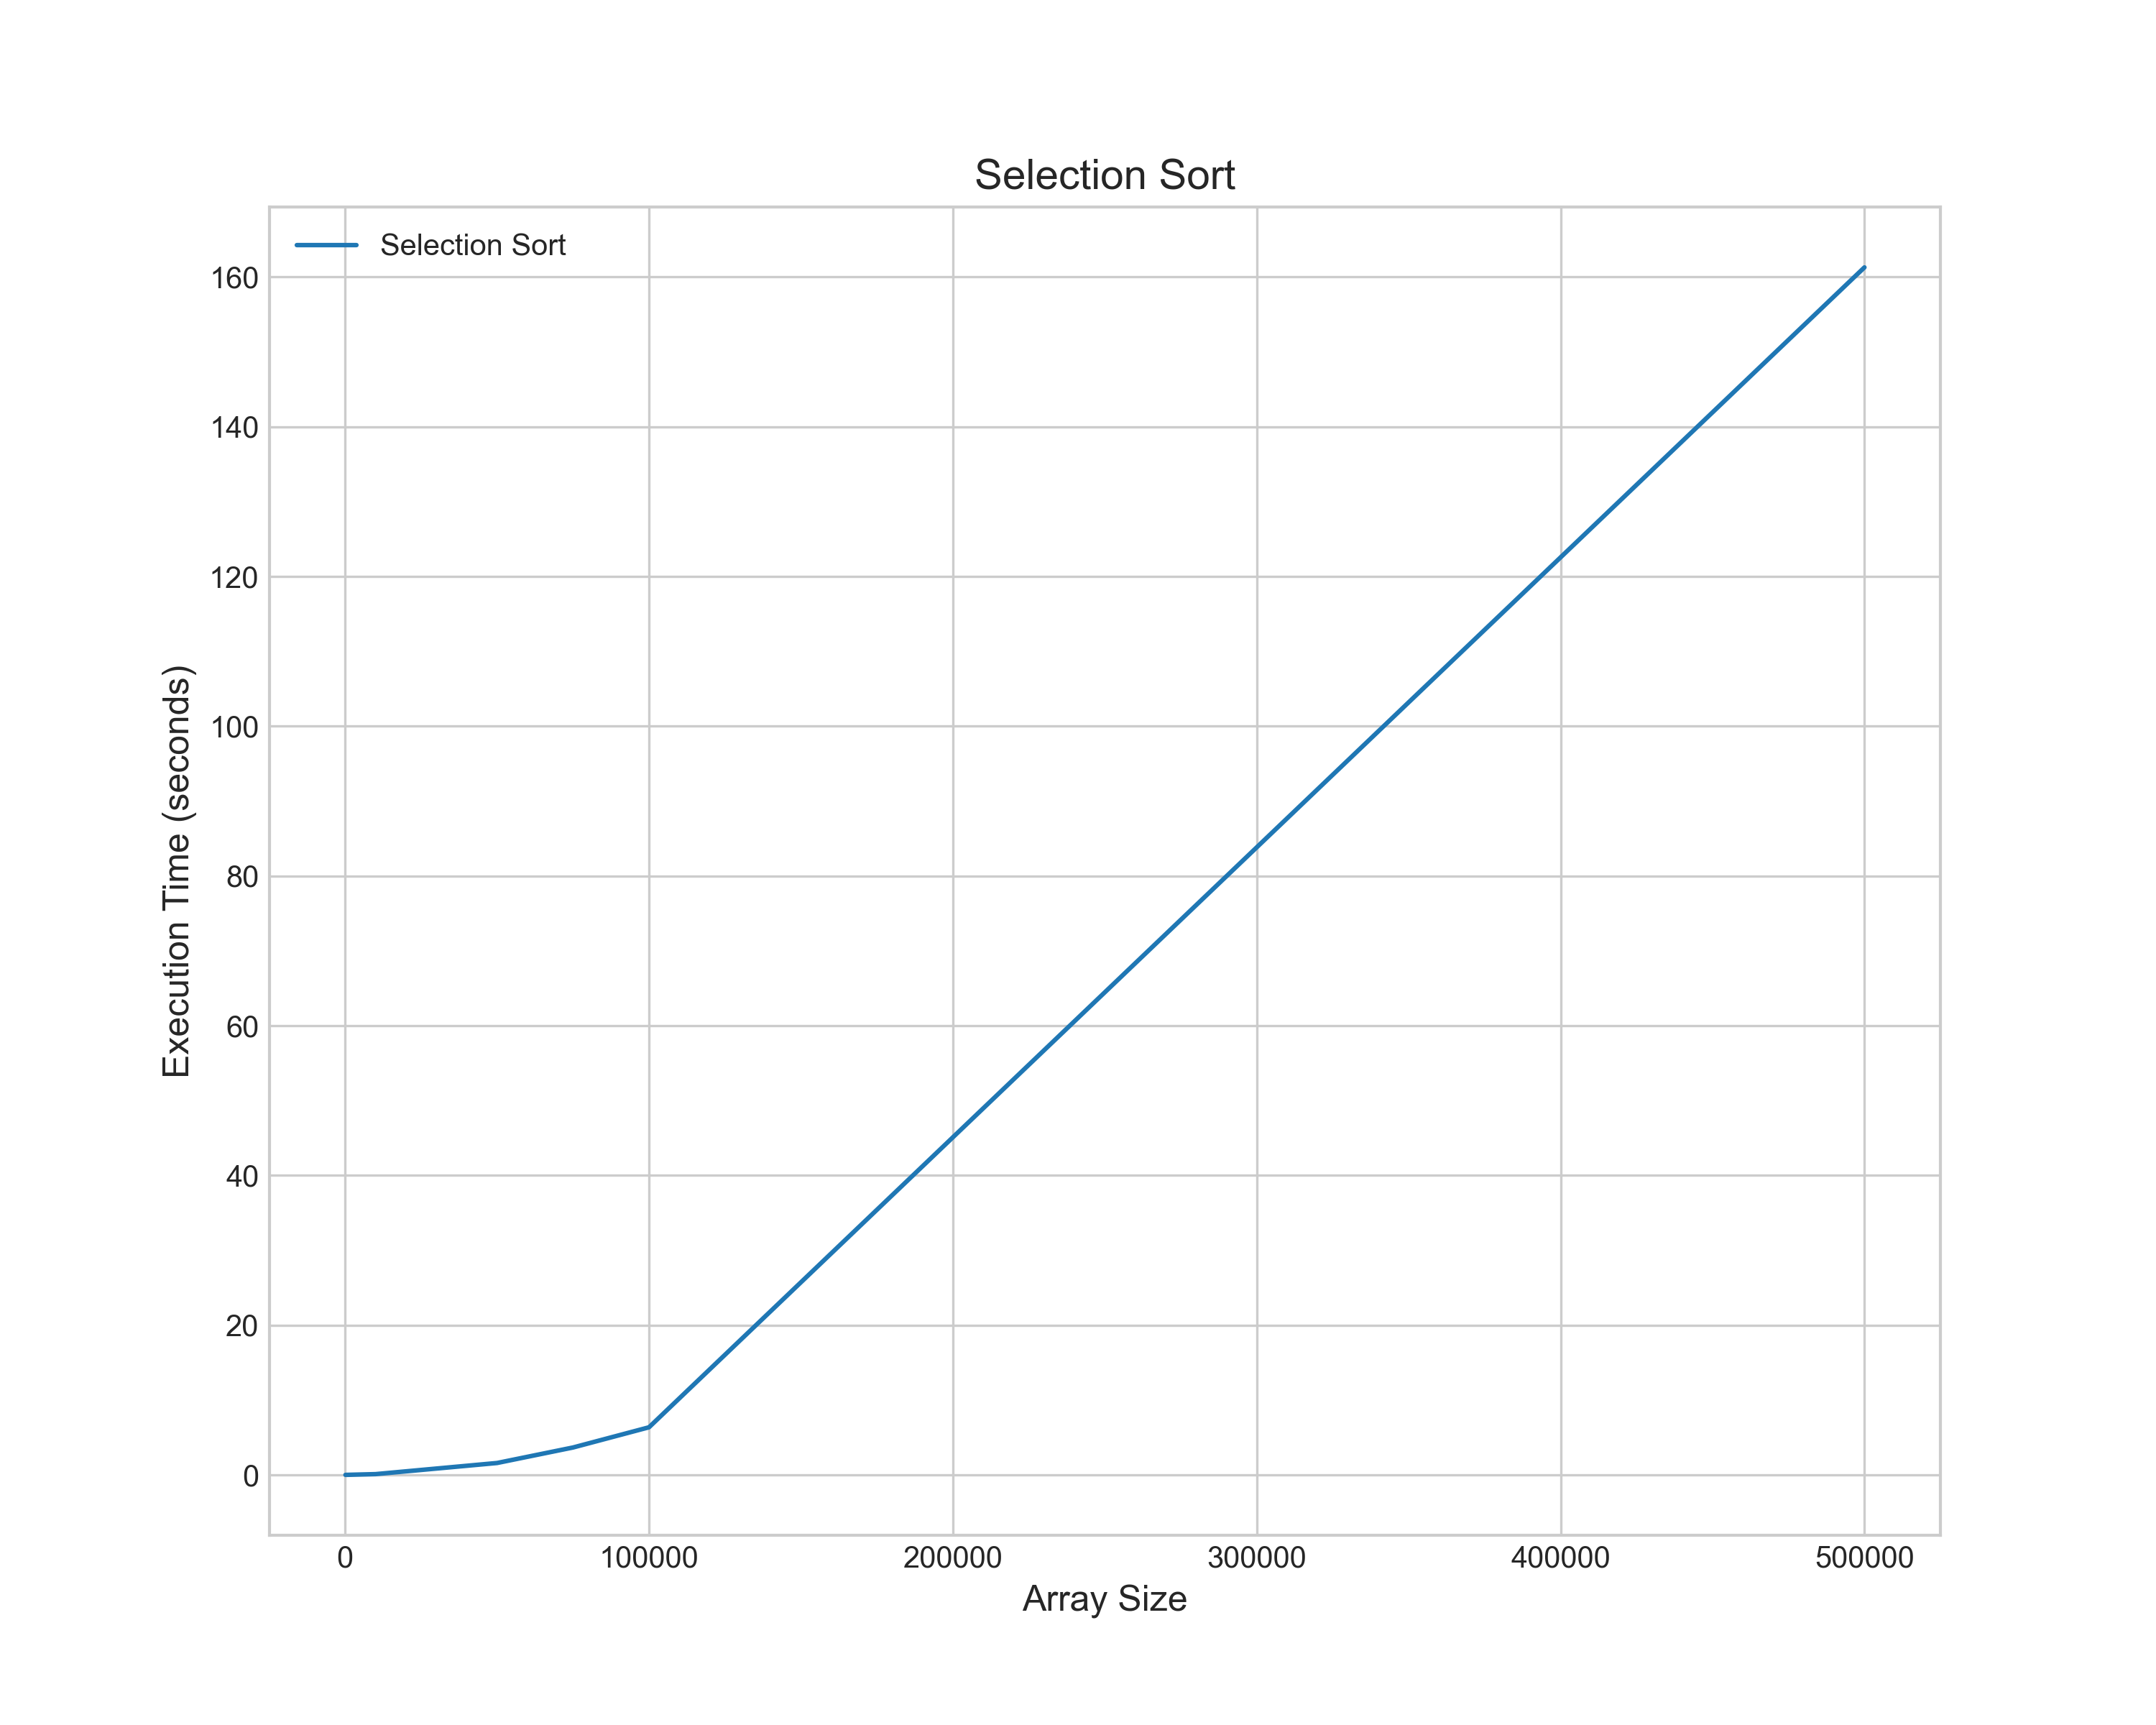 Selection Sort
Selection Sort
160
140
120
100
80
60
40
20
0
Execution Time (seconds)
0 100000 200000 300000 400000 500000
Array Size